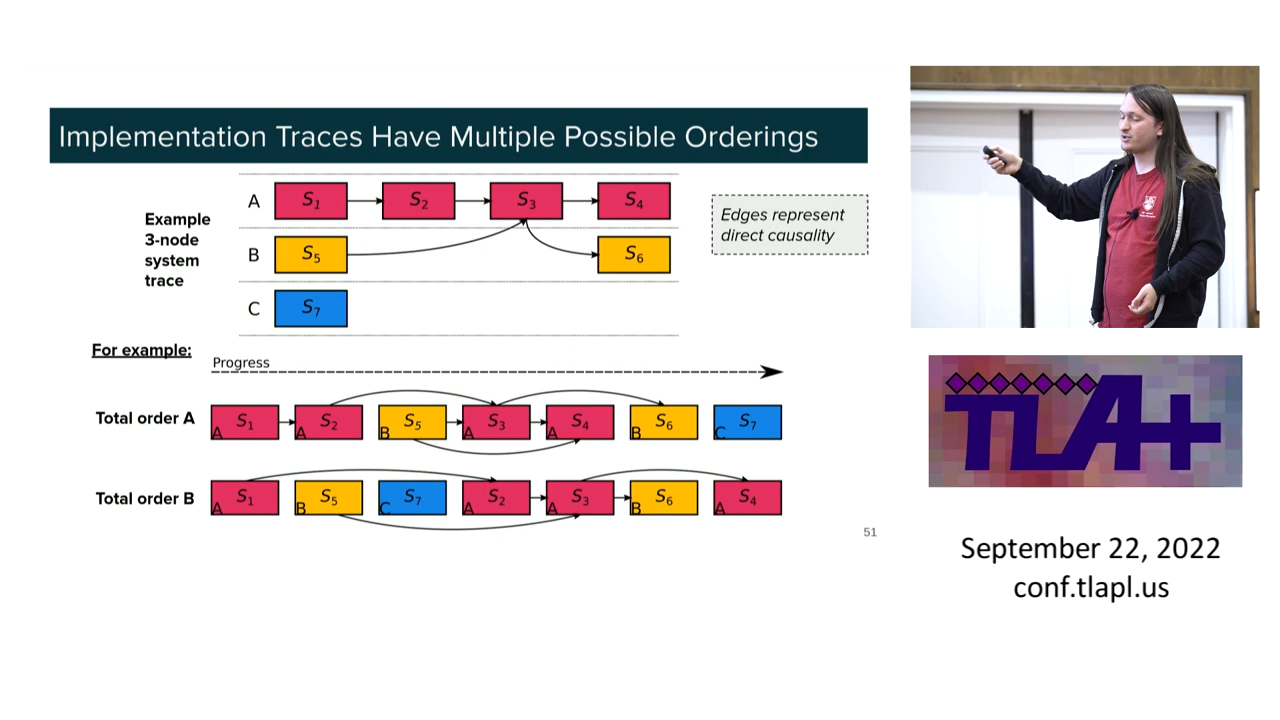 Implementation Traces Have Multiple Possible Orderings
Example
3-node
system
trace
A S1 S2 S3 S4
B S5 S6
C S7
Edges represent
direct causality
For example:
Progress
Total order A
S1 S2 S5 S3 S4 S6 S7
A A B A A B C
Total order B
S1 S5 S7 S2 S3 S6 S4
A B C A A B A
51
TLA+
September 22, 2022
conf.tlapl.us